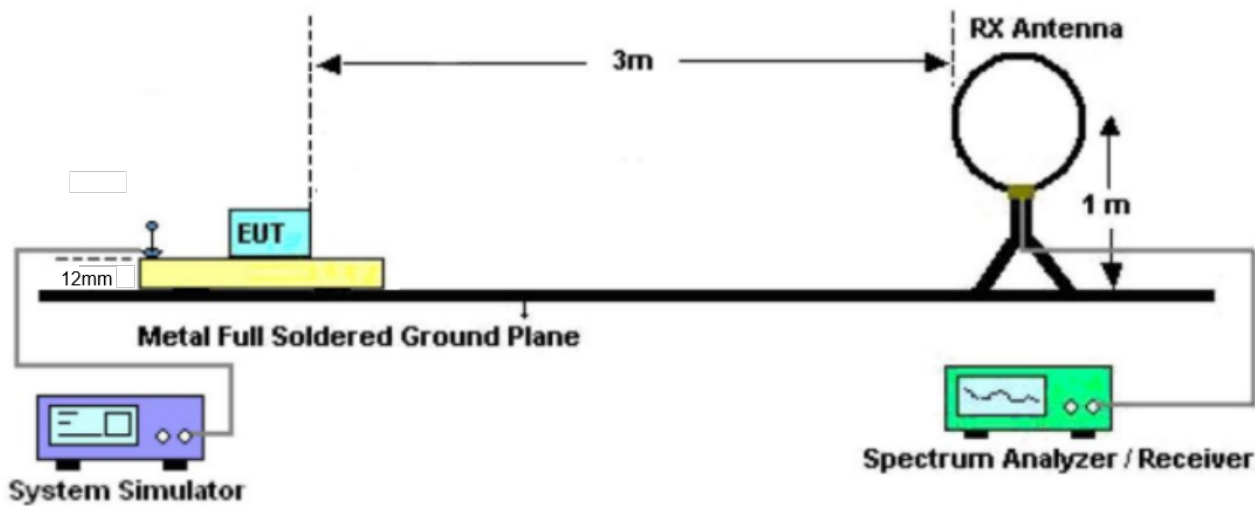 RX Antenna
3m
1 m
EUT
12mm
Metal Full Soldered Ground Plane
System Simulator
Spectrum Analyzer / Receiver